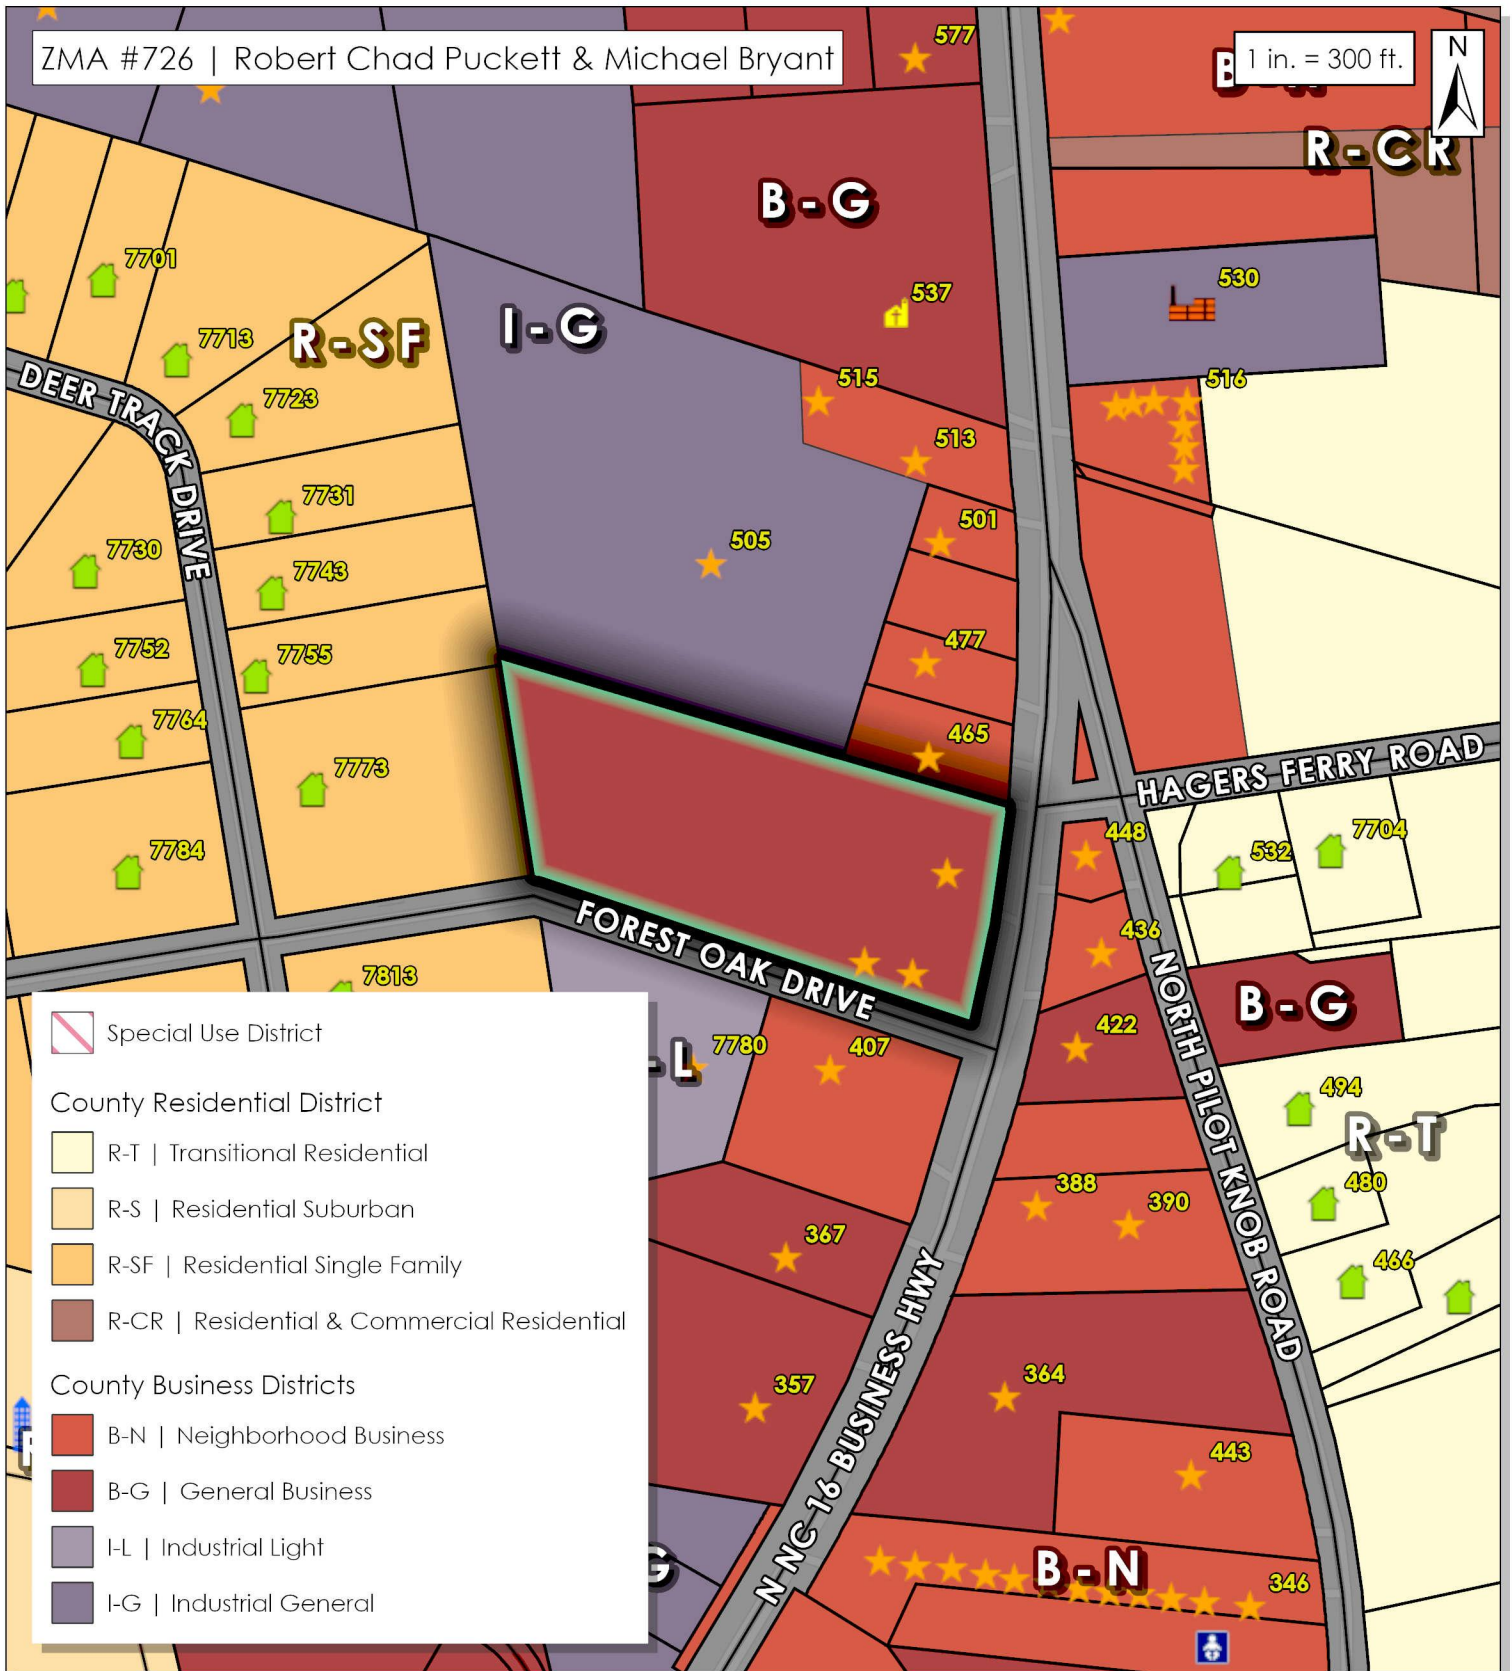 577
ZMA #726 | Robert Chad Puckett & Michael Bryant
1 in. = 300 ft.
N
R - C R
B - G
7701
537
530
7713
R - S F
I - G
DEER TRACK DRIVE
7723
515
516
513
7731
501
505
7730
7743
7752
7755
477
7764
465
HAGERS FERRY ROAD
7773
448
7704
532
7784
FOREST OAK DRIVE
436
7813
B - G
422
7780
407
- L
NORTH PILOT KNOB ROAD
494
R - T
388
390
480
367
466
N NC 16 BUSINESS HWY
364
357
443
B - N
346
G
Special Use District
County Residential District
R-T | Transitional Residential
R-S | Residential Suburban
R-SF | Residential Single Family
R-CR | Residential & Commercial Residential
County Business Districts
B-N | Neighborhood Business
B-G | General Business
I-L | Industrial Light
I-G | Industrial General